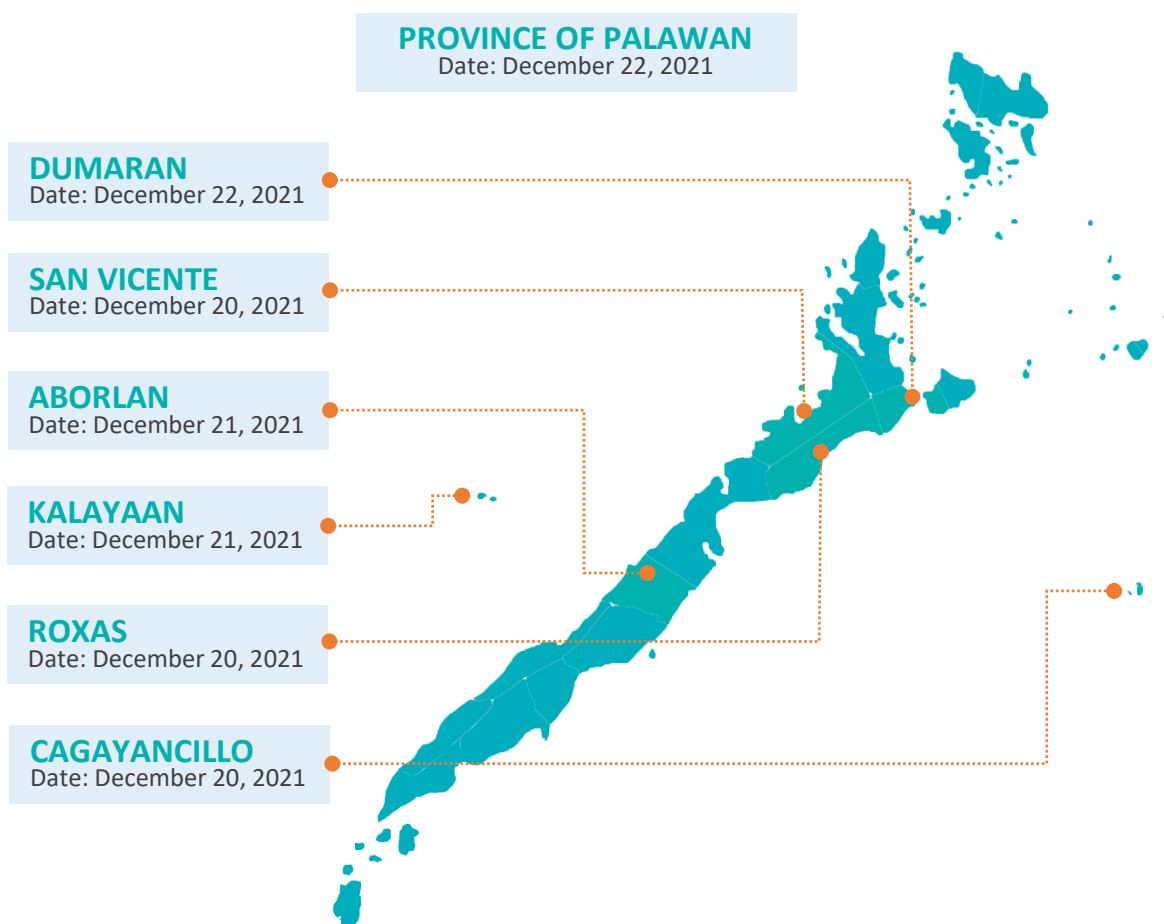 PROVINCE OF PALAWAN
Date: December 22, 2021
DUMARAN
Date: December 22, 2021
SAN VICENTE
Date: December 20, 2021
ABORLAN
Date: December 21, 2021
KALAYAAN
Date: December 21, 2021
ROXAS
Date: December 20, 2021
CAGAYANCILLO
Date: December 20, 2021